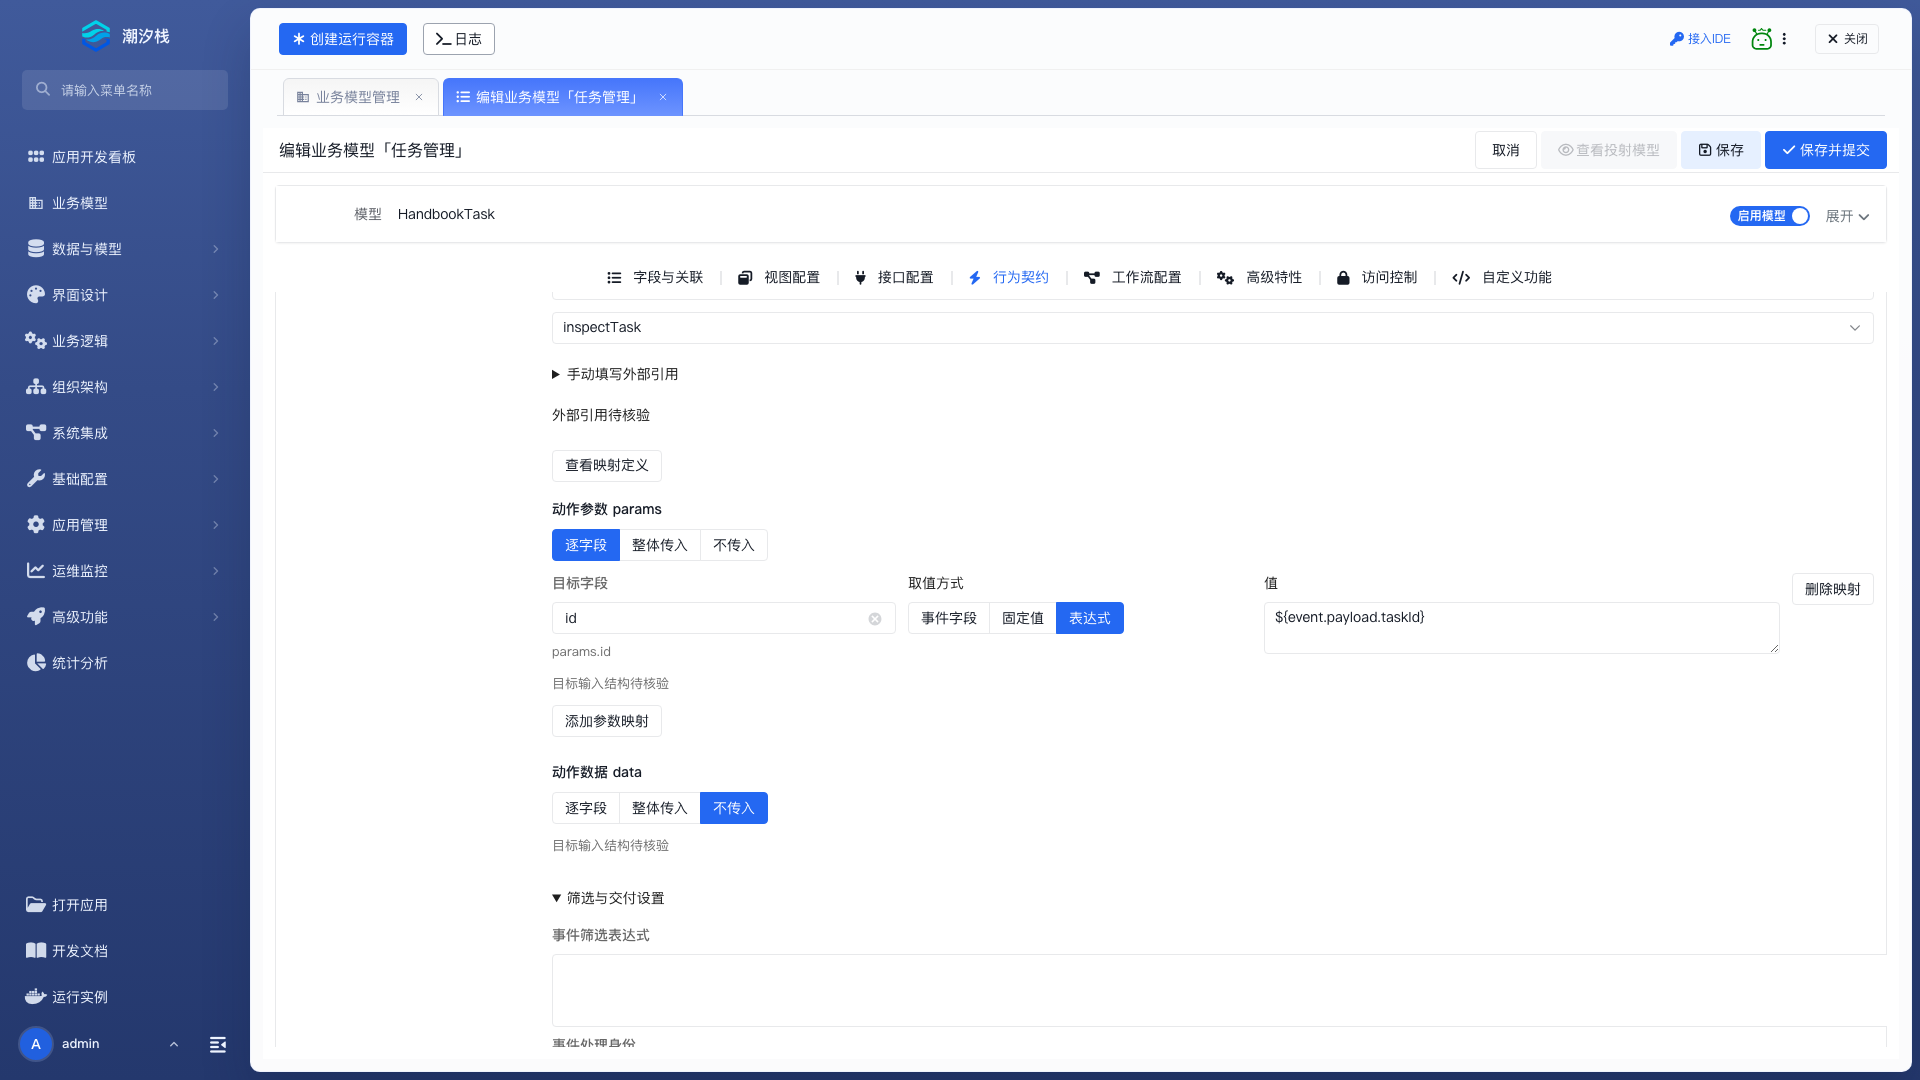 潮汐栈
请输入菜单名称
应用开发看板
业务模型
数据与模型
界面设计
业务逻辑
组织架构
系统集成
基础配置
应用管理
运维监控
高级功能
统计分析
打开应用
开发文档
运行实例
A admin
创建运行容器 日志 接入IDE 关闭
业务模型管理 编辑业务模型「任务管理」
编辑业务模型「任务管理」 取消 查看投射模型 保存 保存并提交
模型 HandbookTask 启用模型 展开
字段与关联 视图配置 接口配置 行为契约 工作流配置 高级特性 访问控制 自定义功能
inspectTask
手动填写外部引用
外部引用待核验
查看映射定义
动作参数 params
逐字段 整体传入 不传入
目标字段 取值方式 值 删除映射
id 事件字段 固定值 表达式 ${event.payload.taskId}
params.id
目标输入结构待核验
添加参数映射
动作数据 data
逐字段 整体传入 不传入
目标输入结构待核验
筛选与交付设置
事件筛选表达式
事件处理身份